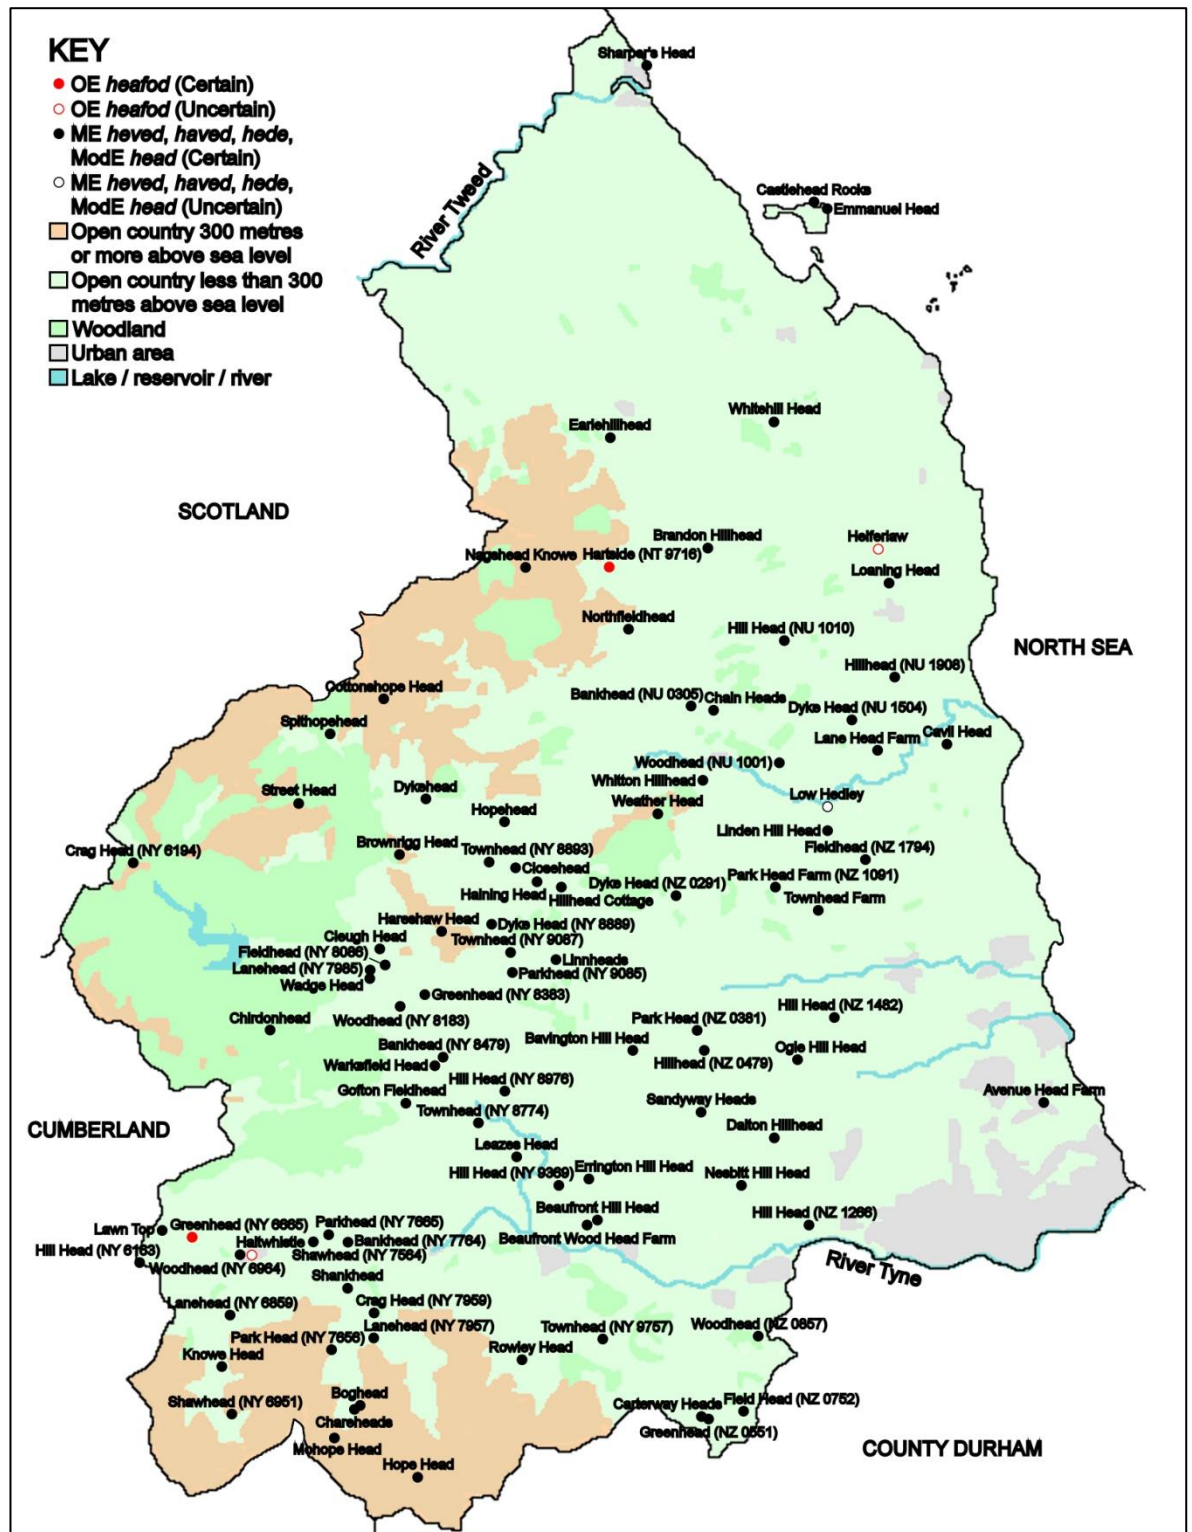 KEY
OE heafod (Certain)
OE heafod (Uncertain)
ME heved, haved, hede,
ModE head (Certain)
ME heved, haved, hede,
ModE head (Uncertain)
Open country 300 metres
or more above sea level
Open country less than 300
metres above sea level
Woodland
Urban area
Lake / reservoir / river
Sharper's Head
River Tweed
Castlehead Rocks
Emmanuel Head
Whitehill Head
Earlehillhead
SCOTLAND
Brandon Hillhead
Heiferlaw
Nagshead Knowe
Hartside (NT 9716)
Loaning Head
Northfieldhead
Hill Head (NU 1010)
NORTH SEA
Hillhead (NU 1908)
Cottonshope Head
Bankhead (NU 0305)
Chain Heads
Dyke Head (NU 1504)
Spithopehead
Lane Head Farm
Cavil Head
Woodhead (NU 1001)
Whitton Hillhead
Street Head
Dykehead
Low Hedley
Weather Head
Hopehead
Linden Hill Head
Crag Head (NY 6194)
Brownrigg Head
Townhead (NY 8893)
Fieldhead (NZ 1794)
Closehead
Park Head Farm (NZ 1091)
Haining Head
Hillhead Cottage
Dyke Head (NZ 0291)
Townhead Farm
Hareshaw Head
Dyke Head (NY 8889)
Cleugh Head
Townhead (NY 9087)
Fieldhead (NY 8086)
Linnheads
Lanehead (NY 7985)
Parkhead (NY 9085)
Wadge Head
Greenhead (NY 8383)
Hill Head (NZ 1482)
Chirdonhead
Woodhead (NY 8183)
Park Head (NZ 0381)
Bankhead (NY 8479)
Bavington Hill Head
Ogle Hill Head
Warksfield Head
Hillhead (NZ 0479)
Hill Head (NY 8976)
Gofton Fieldhead
Sandyway Heads
Avenue Head Farm
Townhead (NY 8774)
CUMBERLAND
Dalton Hillhead
Leazes Head
Errington Hill Head
Hill Head (NY 9369)
Nesbitt Hill Head
Beaufront Hill Head
Hill Head (NZ 1266)
Lawn Top
Greenhead (NY 6665)
Parkhead (NY 7665)
Haltwhistle
Bankhead (NY 7764)
Beaufront Wood Head Farm
Hill Head (NY 6163)
Shawhead (NY 7564)
Woodhead (NY 6964)
River Tyne
Shankhead
Lanehead (NY 6859)
Crag Head (NY 7959)
Lanehead (NY 7957)
Townhead (NY 9757)
Woodhead (NZ 0857)
Park Head (NY 7656)
Knowe Head
Rowley Head
Shawhead (NY 6951)
Boghead
Carterway Heads
Field Head (NZ 0752)
Chareheads
Greenhead (NZ 0551)
Mohope Head
COUNTY DURHAM
Hope Head